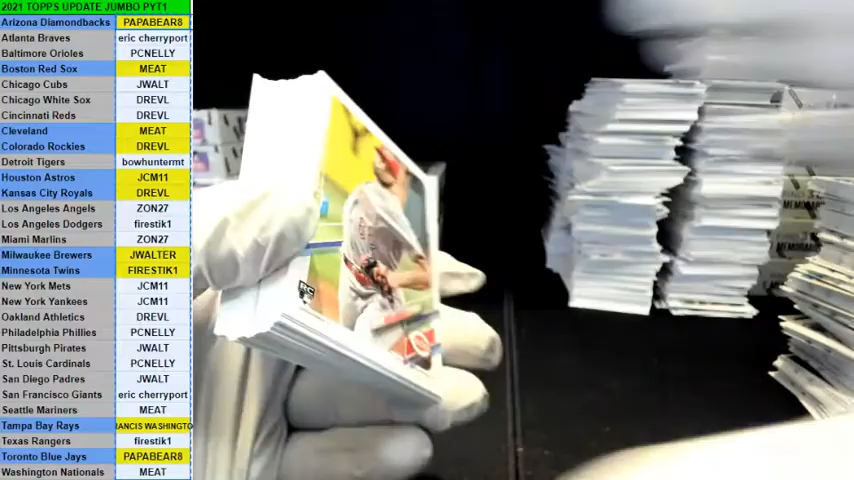 2021 TOPPS UPDATE JUMBO PYT1
Arizona Diamondbacks PAPABEAR8
Atlanta Braves eric cherryport
Baltimore Orioles PCNELLY
Boston Red Sox MEAT
Chicago Cubs JWALT
Chicago White Sox DREVL
Cincinnati Reds DREVL
Cleveland MEAT
Colorado Rockies DREVL
Detroit Tigers bowhuntermt
Houston Astros JCM11
Kansas City Royals DREVL
Los Angeles Angels ZON27
Los Angeles Dodgers firestik1
Miami Marlins ZON27
Milwaukee Brewers JWALTER
Minnesota Twins FIRESTIK1
New York Mets JCM11
New York Yankees JCM11
Oakland Athletics DREVL
Philadelphia Phillies PCNELLY
Pittsburgh Pirates JWALT
St. Louis Cardinals PCNELLY
San Diego Padres JWALT
San Francisco Giants eric cherryport
Seattle Mariners MEAT
Tampa Bay Rays RANCIS WASHINGTO
Texas Rangers firestik1
Toronto Blue Jays PAPABEAR8
Washington Nationals MEAT
RC